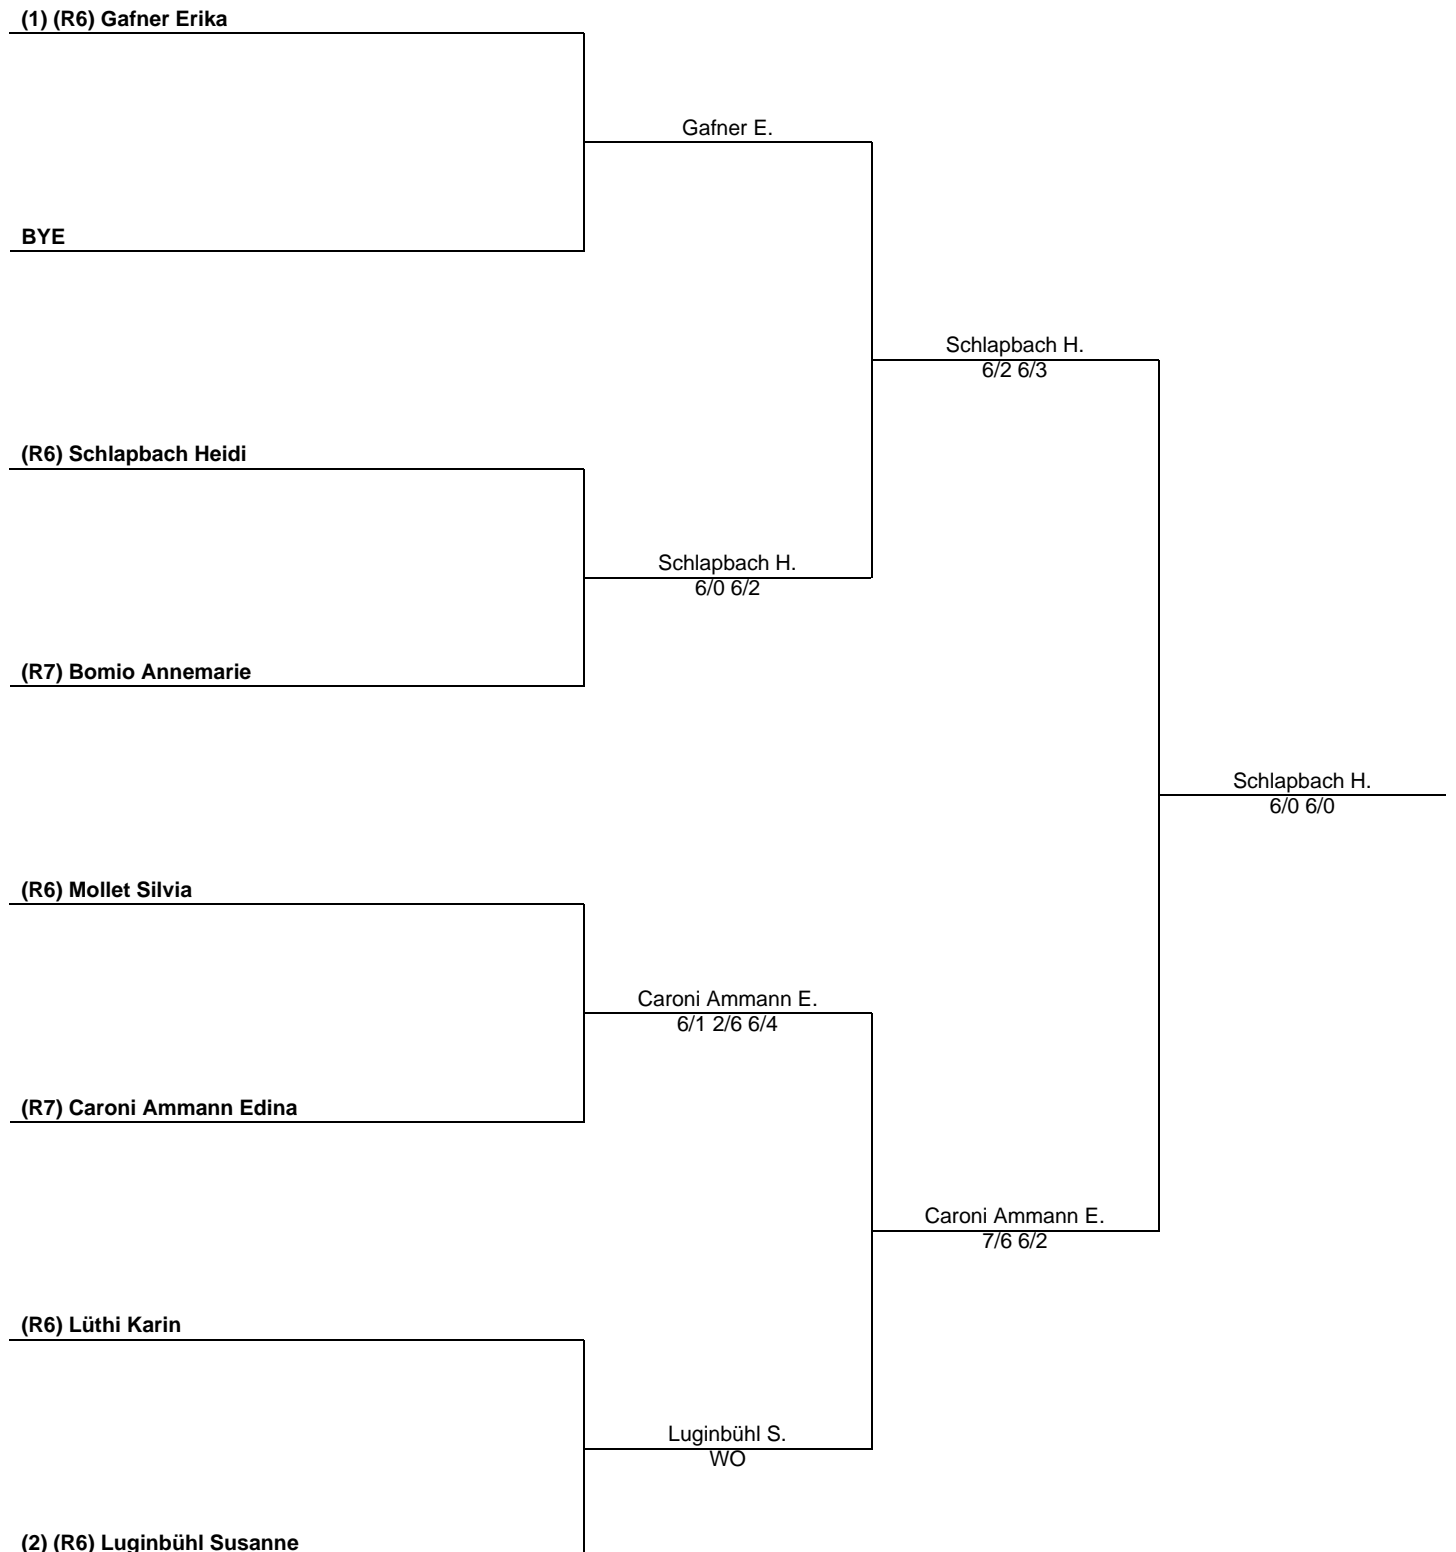 (1) (R6) Gafner Erika
Gafner E.
BYE
Schlapbach H.
6/2 6/3
(R6) Schlapbach Heidi
Schlapbach H.
6/0 6/2
(R7) Bomio Annemarie
Schlapbach H.
6/0 6/0
(R6) Mollet Silvia
Caroni Ammann E.
6/1 2/6 6/4
(R7) Caroni Ammann Edina
Caroni Ammann E.
7/6 6/2
(R6) Lüthi Karin
Luginbühl S.
WO
(2) (R6) Luginbühl Susanne